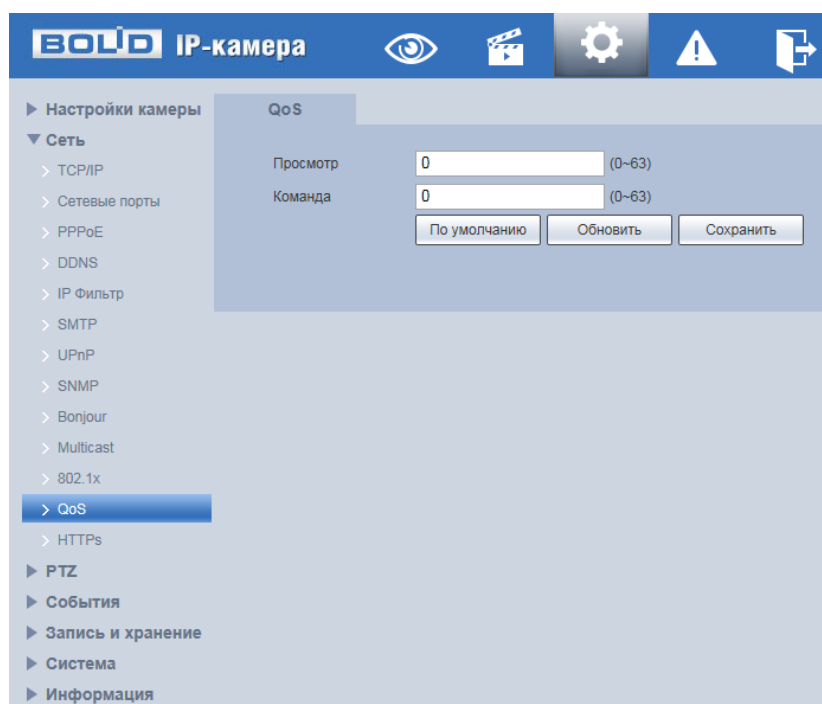 BOLID IP-камера
Настройки камеры
Сеть
TCP/IP
Сетевые порты
PPPoE
DDNS
IP Фильтр
SMTP
UPnP
SNMP
Bonjour
Multicast
802.1x
QoS
HTTPs
PTZ
События
Запись и хранение
Система
Информация
QoS
Просмотр 0 (0~63)
Команда 0 (0~63)
По умолчанию Обновить Сохранить